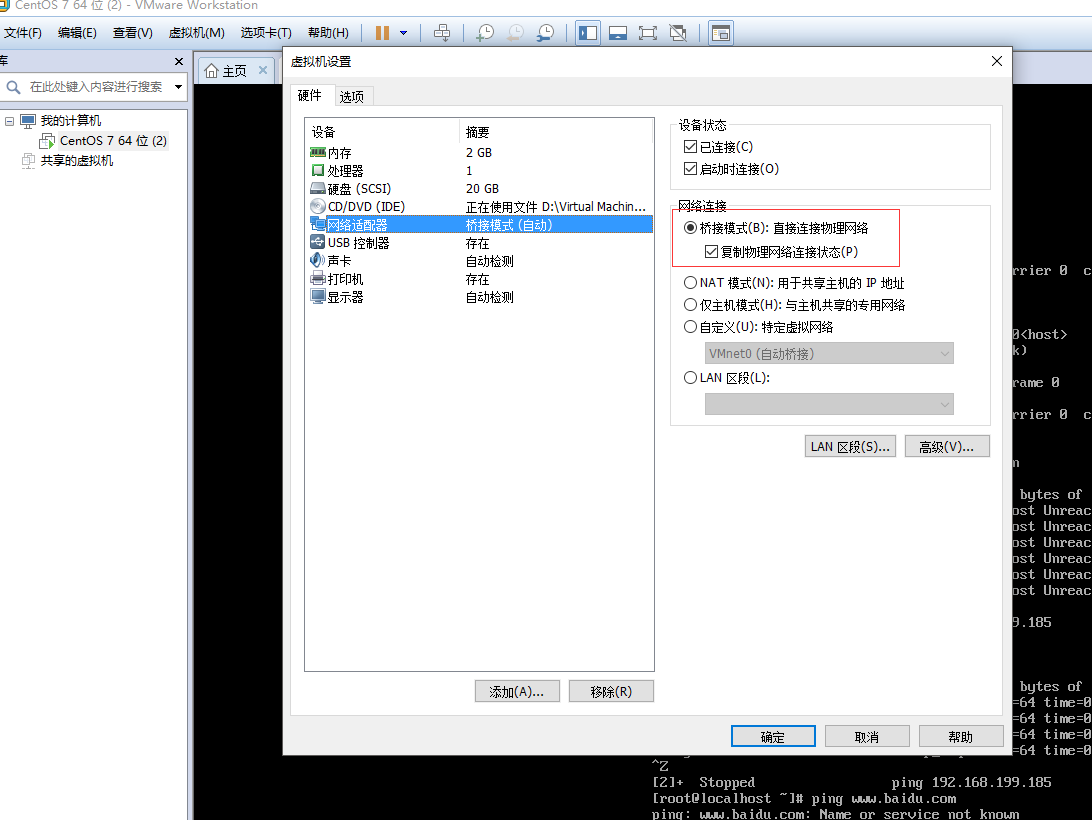 CentOS 7 64 位 (2) - VMware Workstation
文件(F) 编辑(E) 查看(V) 虚拟机(M) 选项卡(T) 帮助(H)
库
在此处键入内容进行搜索
我的计算机
CentOS 7 64 位 (2)
共享的虚拟机
主页
虚拟机设置
硬件 选项
设备 摘要
内存 2 GB
处理器 1
硬盘 (SCSI) 20 GB
CD/DVD (IDE) 正在使用文件 D:\Virtual Machin...
网络适配器 桥接模式 (自动)
USB 控制器 存在
声卡 自动检测
打印机 存在
显示器 自动检测
添加(A)... 移除(R)
设备状态
已连接(C)
启动时连接(O)
网络连接
桥接模式(B): 直接连接物理网络
复制物理网络连接状态(P)
NAT 模式(N): 用于共享主机的 IP 地址
仅主机模式(H): 与主机共享的专用网络
自定义(U): 特定虚拟网络
VMnet0 (自动桥接)
LAN 区段(L):
LAN 区段(S)... 高级(V)...
确定 取消 帮助
rrier 0 c
0<host>
k)
rame 0
rrier 0 c
n
bytes of
ost Unreac
ost Unreac
ost Unreac
ost Unreac
ost Unreac
ost Unreac
9.185
bytes of
=64 time=0
=64 time=0
=64 time=0
=64 time=0
^Z
[2]+ Stopped ping 192.168.199.185
[root@localhost ~]# ping www.baidu.com
ping: www.baidu.com: Name or service not known